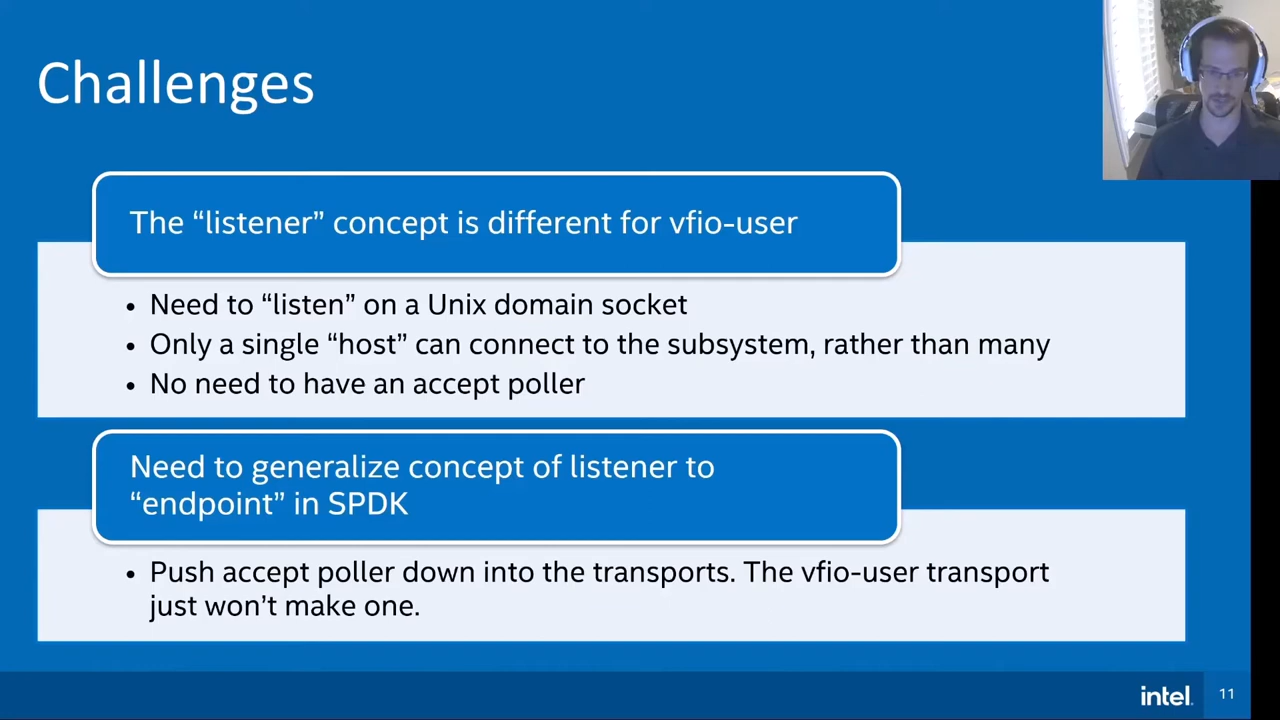 Challenges
The “listener” concept is different for vfio-user
• Need to “listen” on a Unix domain socket
• Only a single “host” can connect to the subsystem, rather than many
• No need to have an accept poller
Need to generalize concept of listener to
“endpoint” in SPDK
• Push accept poller down into the transports. The vfio-user transport
just won’t make one.
intel.
11